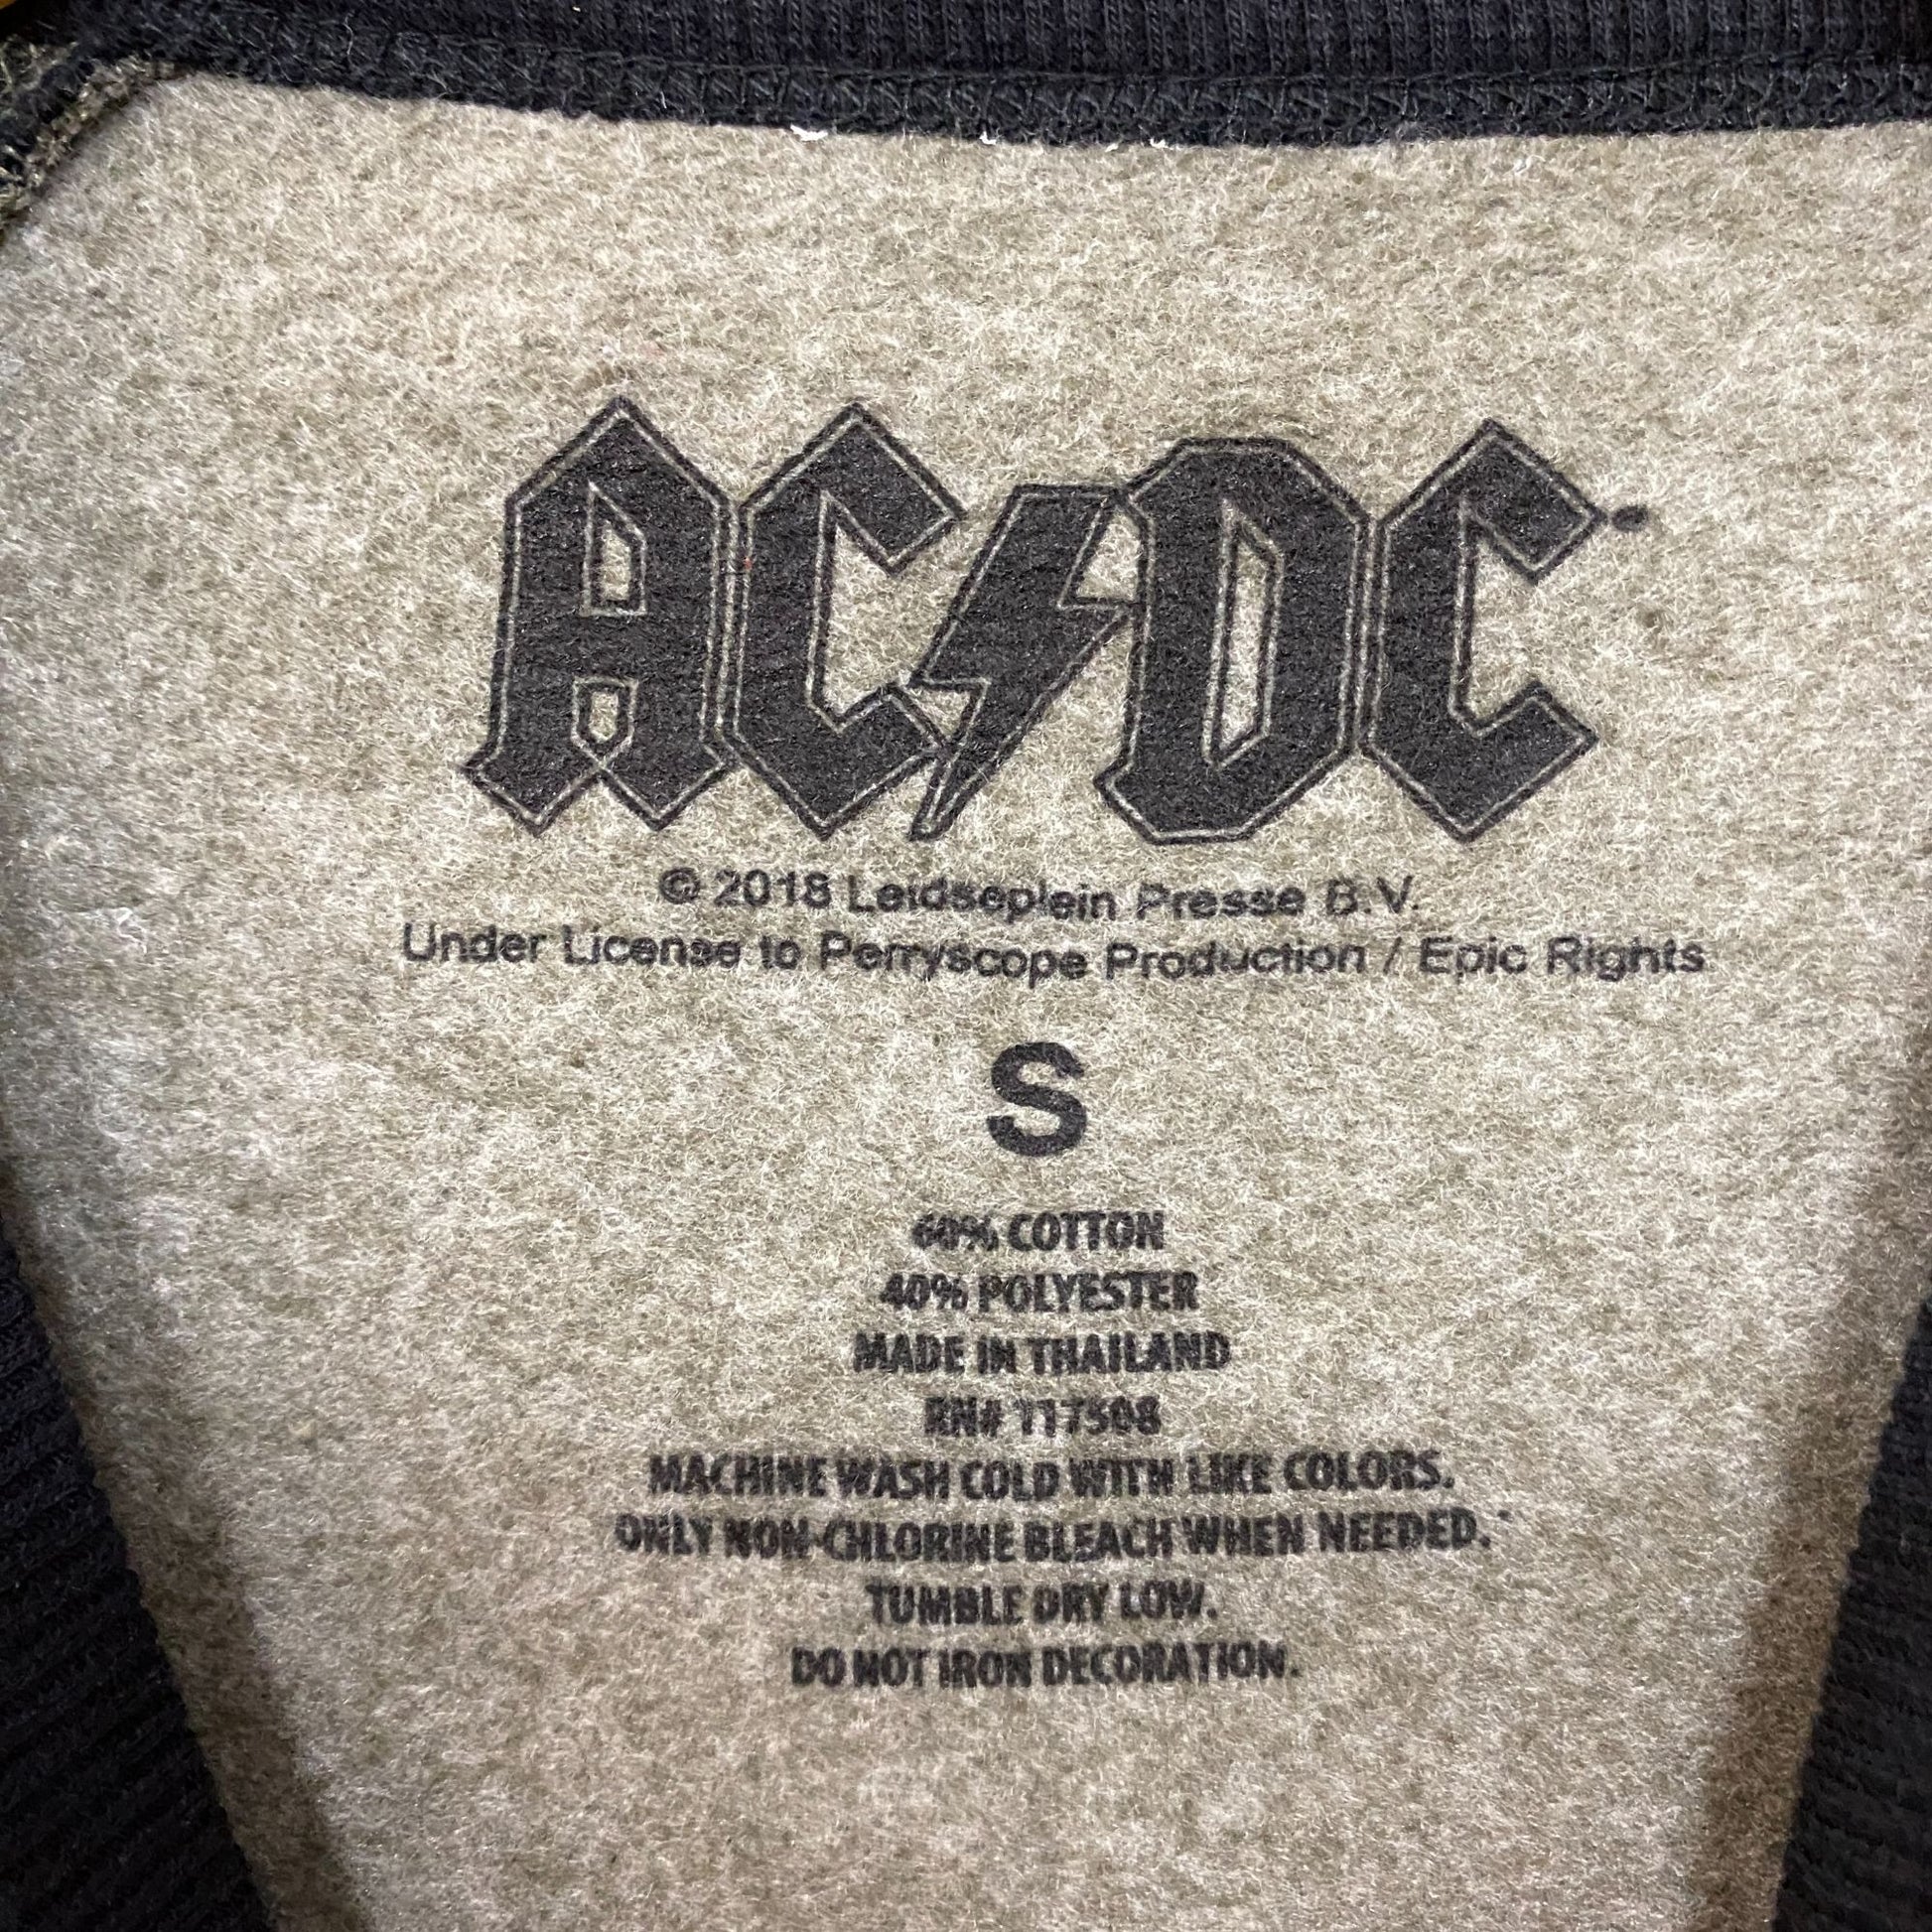 AC/DC
© 2018 Leidseplein Presse B.V.
Under License to Perryscope Production / Epic Rights
S
60% COTTON
40% POLYESTER
MADE IN THAILAND
RN# 117508
MACHINE WASH COLD WITH LIKE COLORS.
ONLY NON-CHLORINE BLEACH WHEN NEEDED.
TUMBLE DRY LOW.
DO NOT IRON DECORATION.